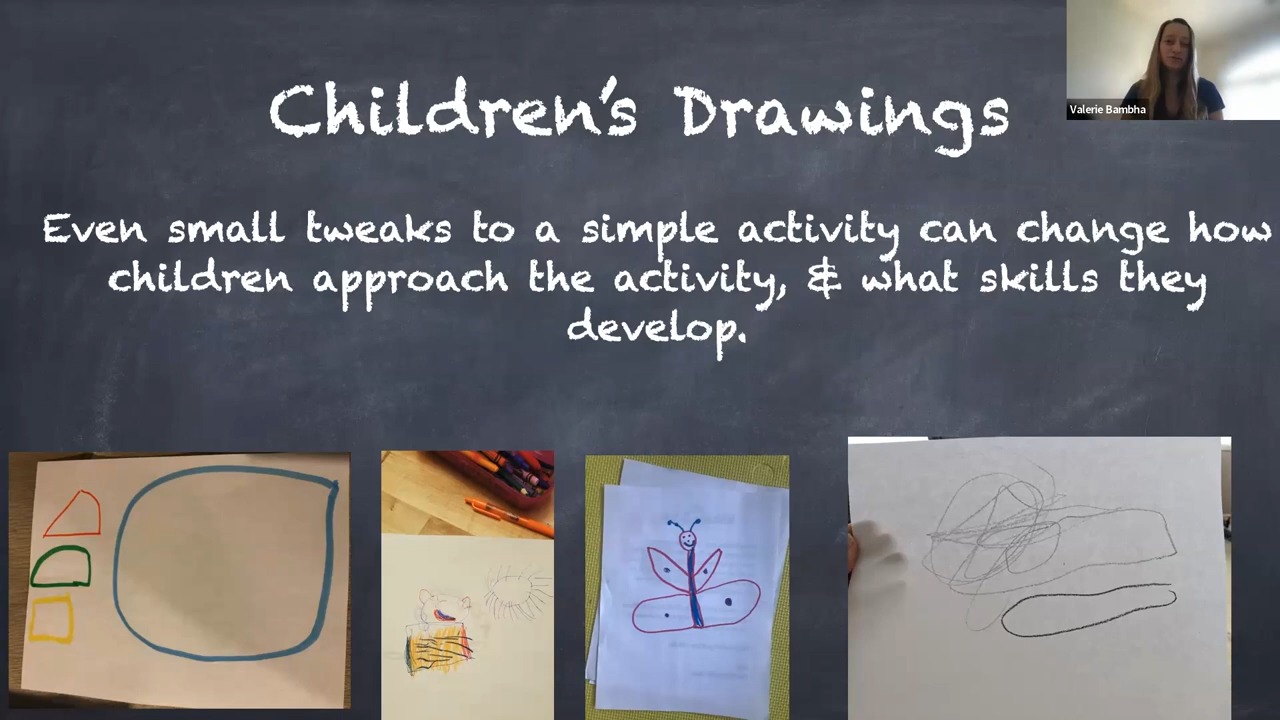 Children's Drawings
Valerie Bambha
Even small tweaks to a simple activity can change how
children approach the activity, & what skills they
develop.